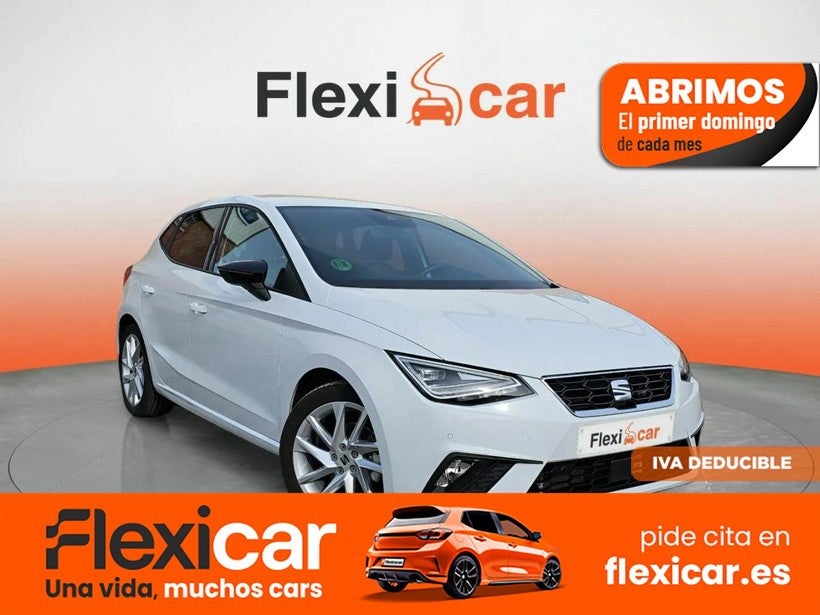 Flexicar
ABRIMOS
El primer domingo
de cada mes
Flexicar
IVA DEDUCIBLE
Flexicar
Una vida, muchos cars
pide cita en
flexicar.es